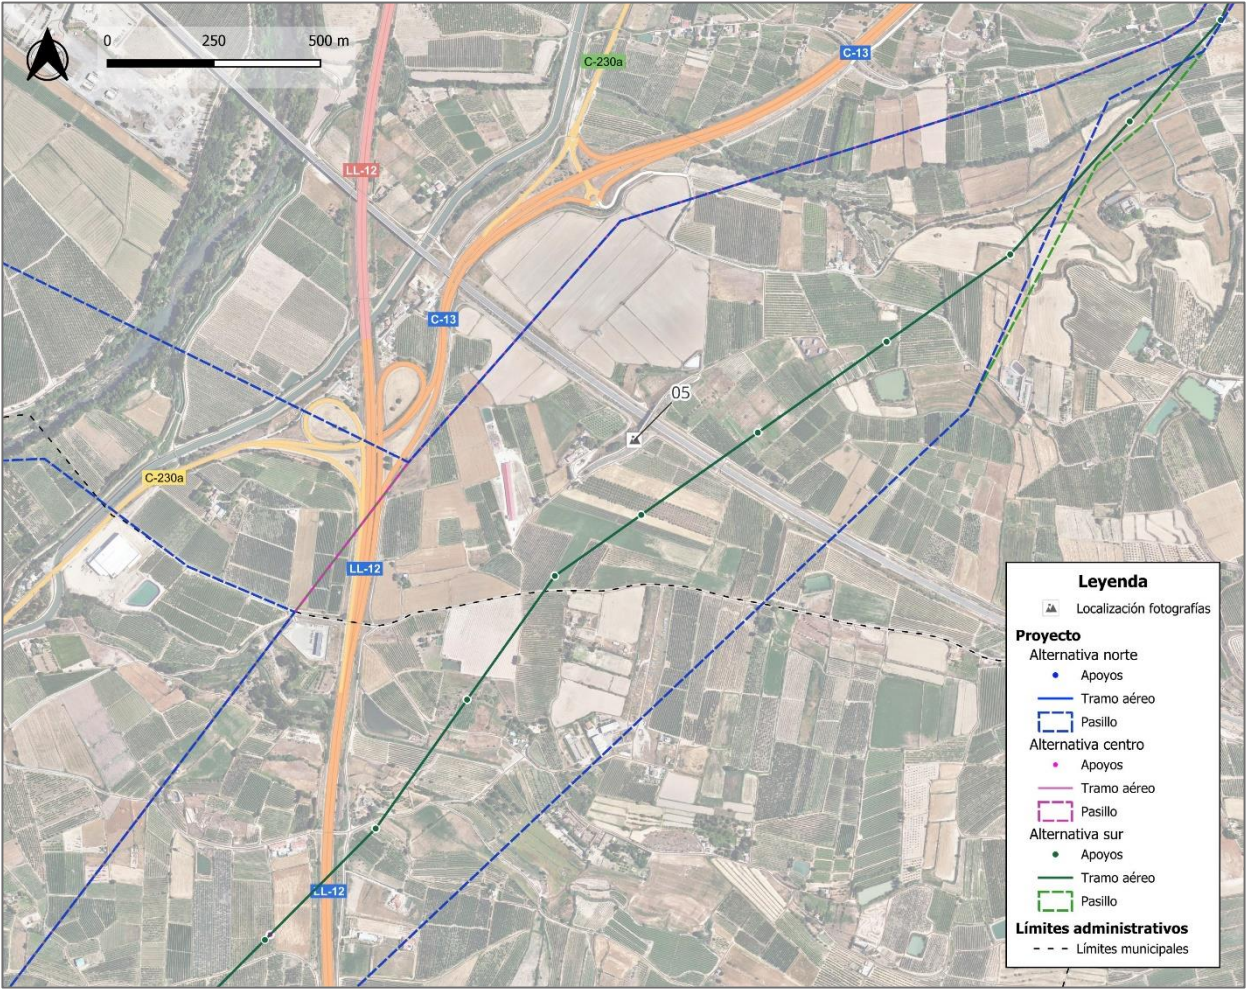 0 250 500 m
C-230a
C-13
LL-12
C-13
05
C-230a
LL-12
LL-12
Leyenda
Localización fotografías
Proyecto
Alternativa norte
Apoyos
Tramo aéreo
Pasillo
Alternativa centro
Apoyos
Tramo aéreo
Pasillo
Alternativa sur
Apoyos
Tramo aéreo
Pasillo
Límites administrativos
Límites municipales